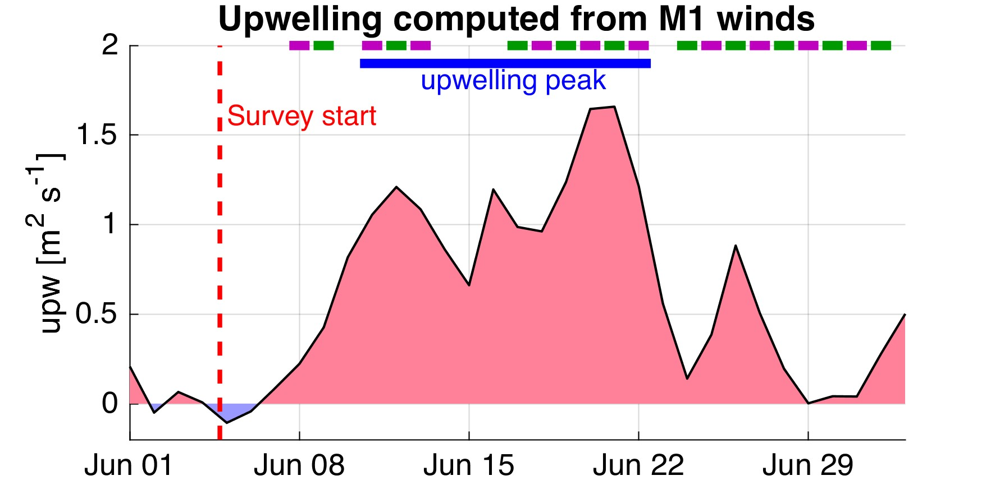 Upwelling computed from M1 winds
2
upwelling peak
Survey start
1.5
upw [m2 s-1]
1
0.5
0
Jun 01 Jun 08 Jun 15 Jun 22 Jun 29